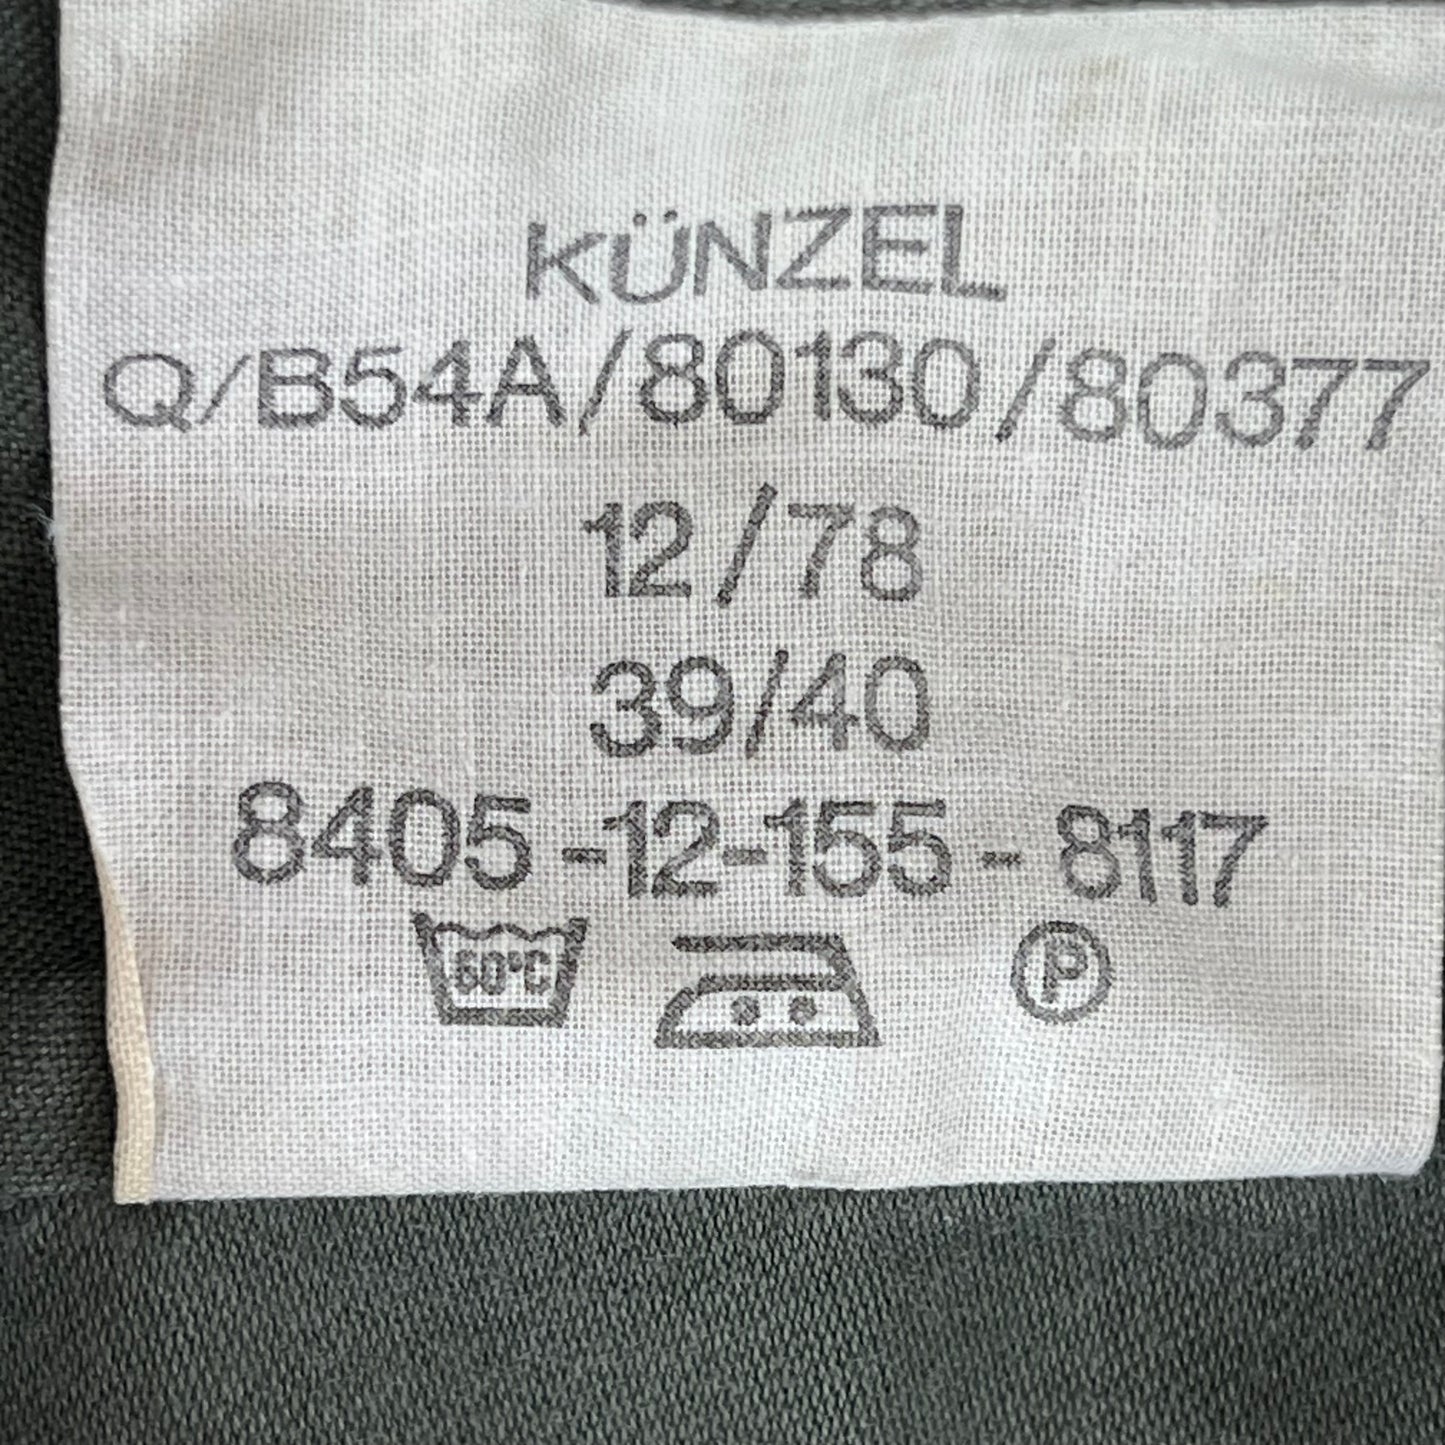 KÜNZEL
Q/B54A/80130/80377
12/78
39/40
8405-12-155-8117
60°C P